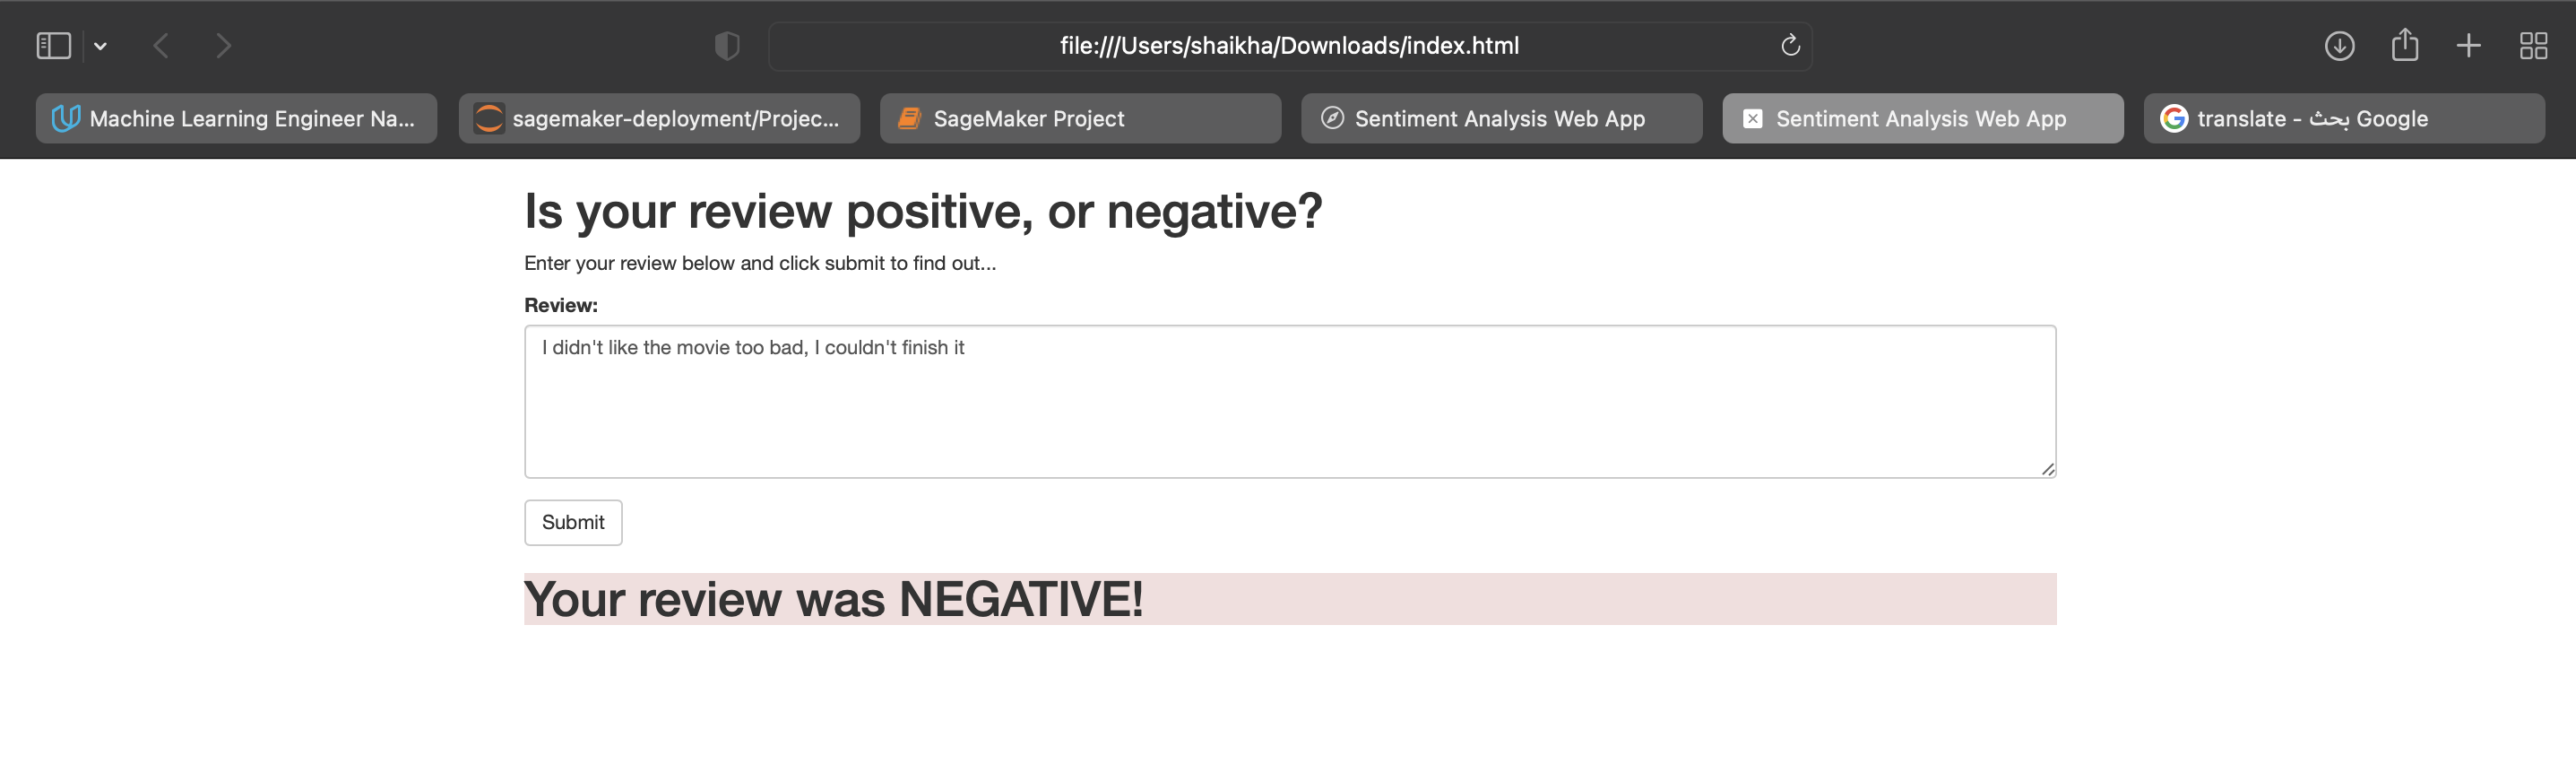 file:///Users/shaikha/Downloads/index.html
Machine Learning Engineer Na...
sagemaker-deployment/Projec...
SageMaker Project
Sentiment Analysis Web App
Sentiment Analysis Web App
translate - بحث Google
Is your review positive, or negative?
Enter your review below and click submit to find out...
Review:
I didn't like the movie too bad, I couldn't finish it
Submit
Your review was NEGATIVE!